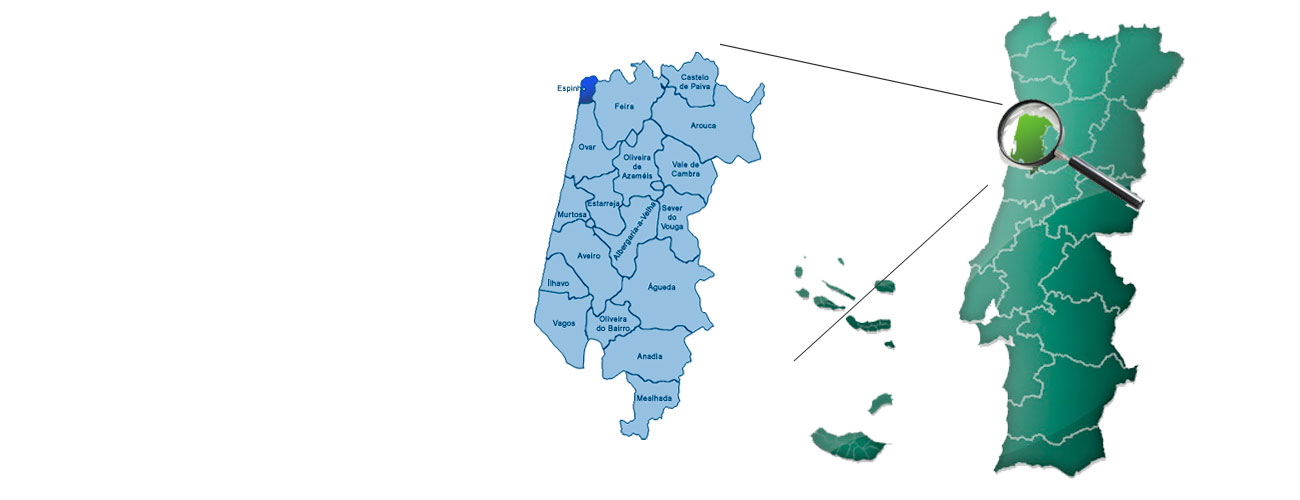 Castelo
de Paiva
Espinho
Feira
Arouca
Ovar
Oliveira
de
Azaméis
Vale de
Cambra
Estarreja
Murtosa
Albergaria-a-Velha
Sever
do
Vouga
Aveiro
Ílhavo
Águeda
Vagos
Oliveira
do Bairro
Anadia
Mealhada